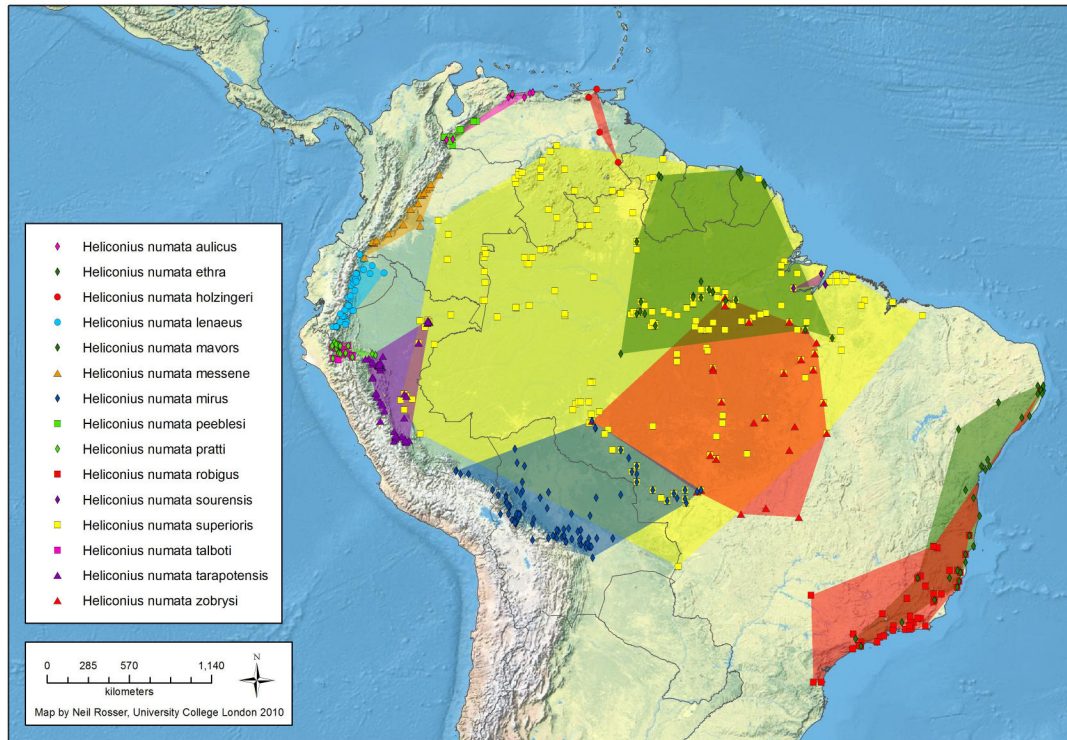 Heliconius numata aulicus
Heliconius numata ethra
Heliconius numata holzingeri
Heliconius numata lenaeus
Heliconius numata mavors
Heliconius numata messene
Heliconius numata mirus
Heliconius numata peeblesi
Heliconius numata pratti
Heliconius numata robigus
Heliconius numata sourensis
Heliconius numata superioris
Heliconius numata talboti
Heliconius numata tarapotensis
Heliconius numata zobrysi
N
0 285 570 1,140
kilometers
Map by Neil Rosser, University College London 2010